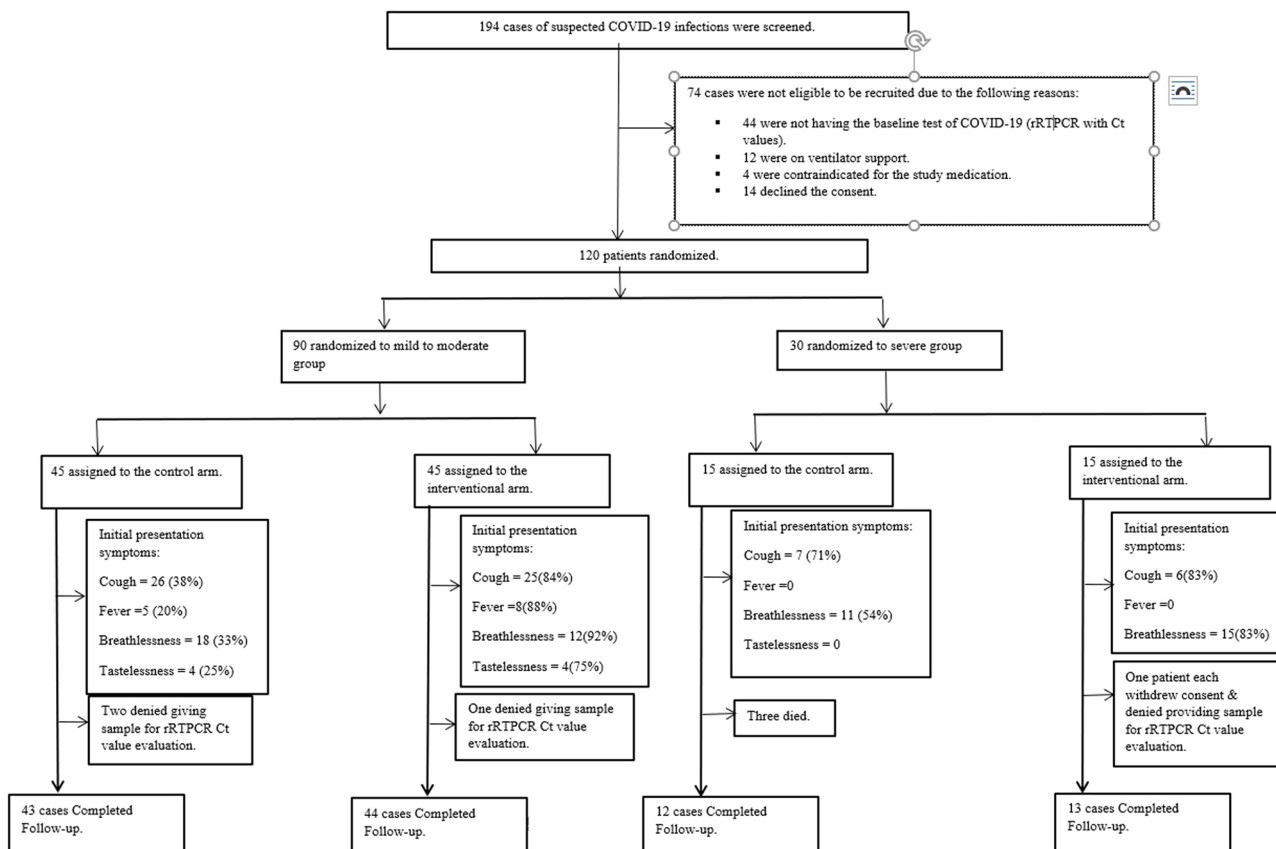 194 cases of suspected COVID-19 infections were screened.
74 cases were not eligible to be recruited due to the following reasons:
▪ 44 were not having the baseline test of COVID-19 (rRTPCR with Ct
values).
▪ 12 were on ventilator support.
▪ 4 were contraindicated for the study medication.
▪ 14 declined the consent.
120 patients randomized.
90 randomized to mild to moderate
group
30 randomized to severe group
45 assigned to the control arm.
45 assigned to the
interventional arm.
15 assigned to the control arm.
15 assigned to the
interventional arm.
Initial presentation
symptoms:
Cough = 26 (38%)
Fever =5 (20%)
Breathlessness = 18 (33%)
Tastelessness = 4 (25%)
Initial presentation
symptoms:
Cough = 25(84%)
Fever =8(88%)
Breathlessness = 12(92%)
Tastelessness = 4(75%)
Initial presentation symptoms:
Cough = 7 (71%)
Fever =0
Breathlessness = 11 (54%)
Tastelessness = 0
Initial presentation
symptoms:
Cough = 6(83%)
Fever =0
Breathlessness = 15(83%)
Two denied giving
sample for rRTPCR Ct
value evaluation.
One denied giving sample
for rRTPCR Ct value
evaluation.
Three died.
One patient each
withdrew consent &
denied providing sample
for rRTPCR Ct value
evaluation.
43 cases Completed
Follow-up.
44 cases Completed
Follow-up.
12 cases Completed
Follow-up.
13 cases Completed
Follow-up.